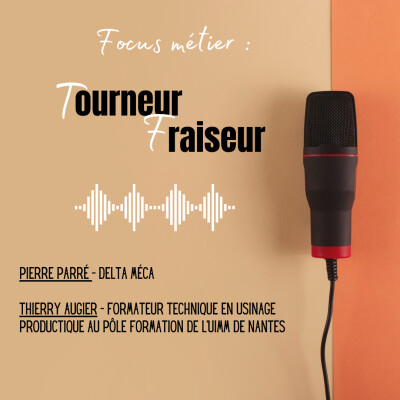 Focus métier :
Tourneur
Fraiseur
PIERRE PARRÉ - DELTA MÉCA
THIERRY AUGIER - FORMATEUR TECHNIQUE EN USINAGE
PRODUCTIQUE AU PÔLE FORMATION DE L'UIMM DE NANTES